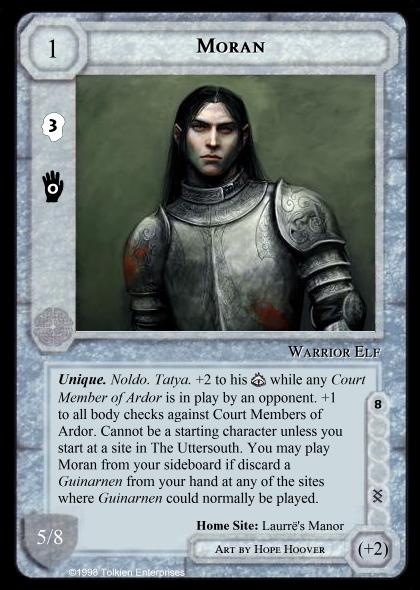 1
MORAN
3
WARRIOR ELF
Unique. Noldo. Tatya. +2 to his while any Court
Member of Ardor is in play by an opponent. +1
to all body checks against Court Members of
Ardor. Cannot be a starting character unless you
start at a site in The Uttersouth. You may play
Moran from your sideboard if discard a
Guinarnen from your hand at any of the sites
where Guinarnen could normally be played.
8
Home Site: Laurrë's Manor
5/8
ART BY HOPE HOOVER
(+2)
©1998 Tolkien Enterprises